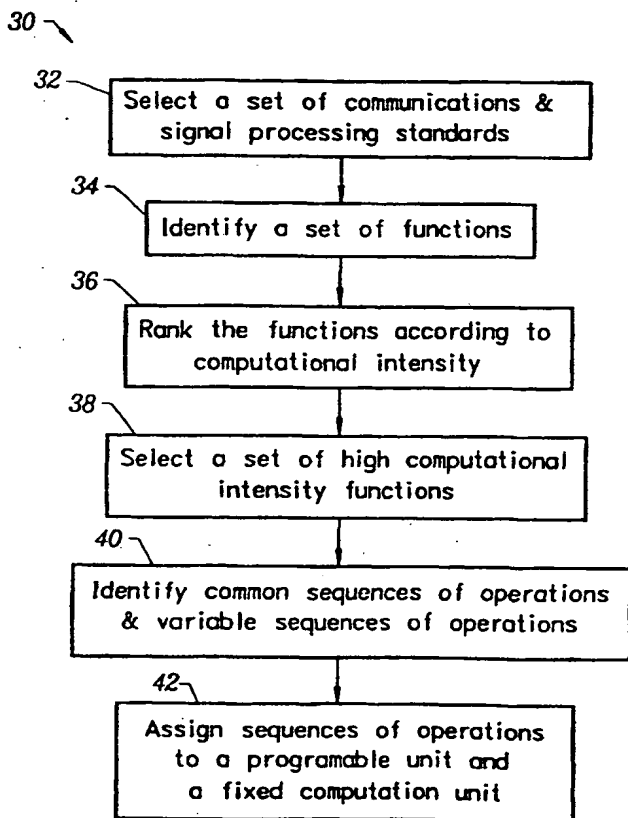 30
32
Select a set of communications &
signal processing standards
34
Identify a set of functions
36
Rank the functions according to
computational intensity
38
Select a set of high computational
intensity functions
40
Identify common sequences of operations
& variable sequences of operations
42
Assign sequences of operations
to a programable unit and
a fixed computation unit